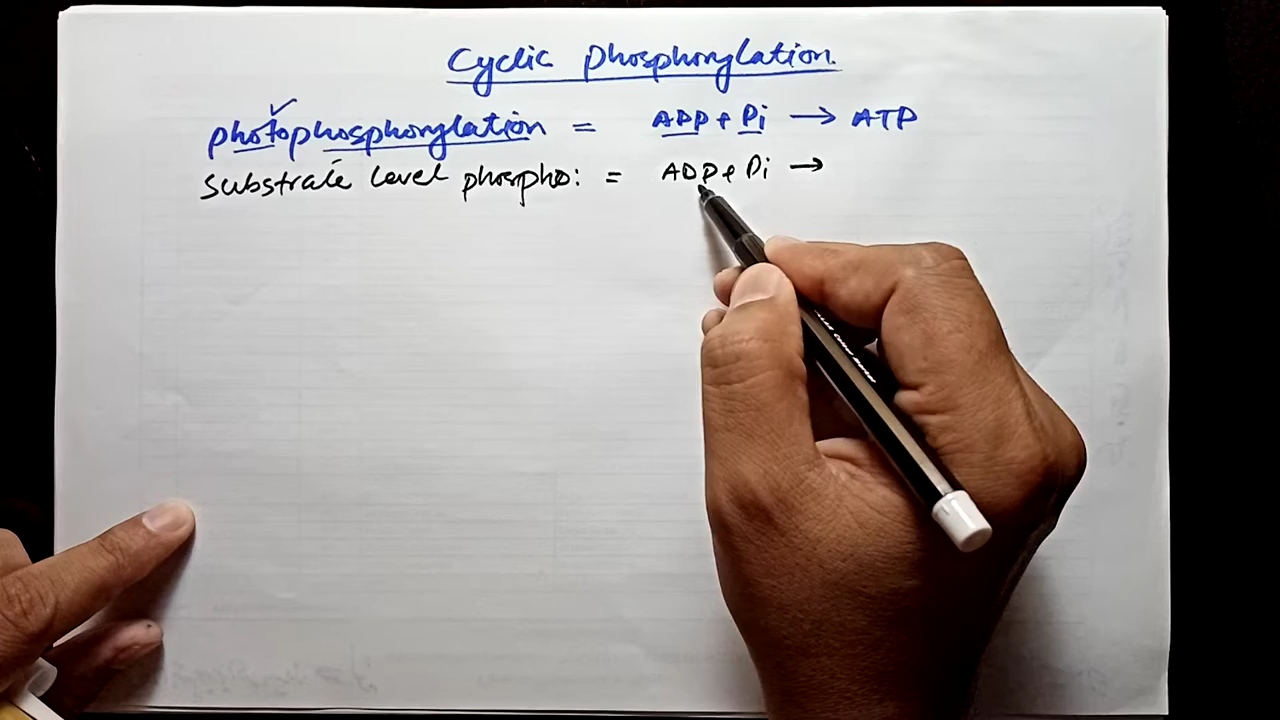 Cyclic phosphorylation.
photophosphorylation = ADP + Pi → ATP
Substrate level phospho: = ADP + Pi →